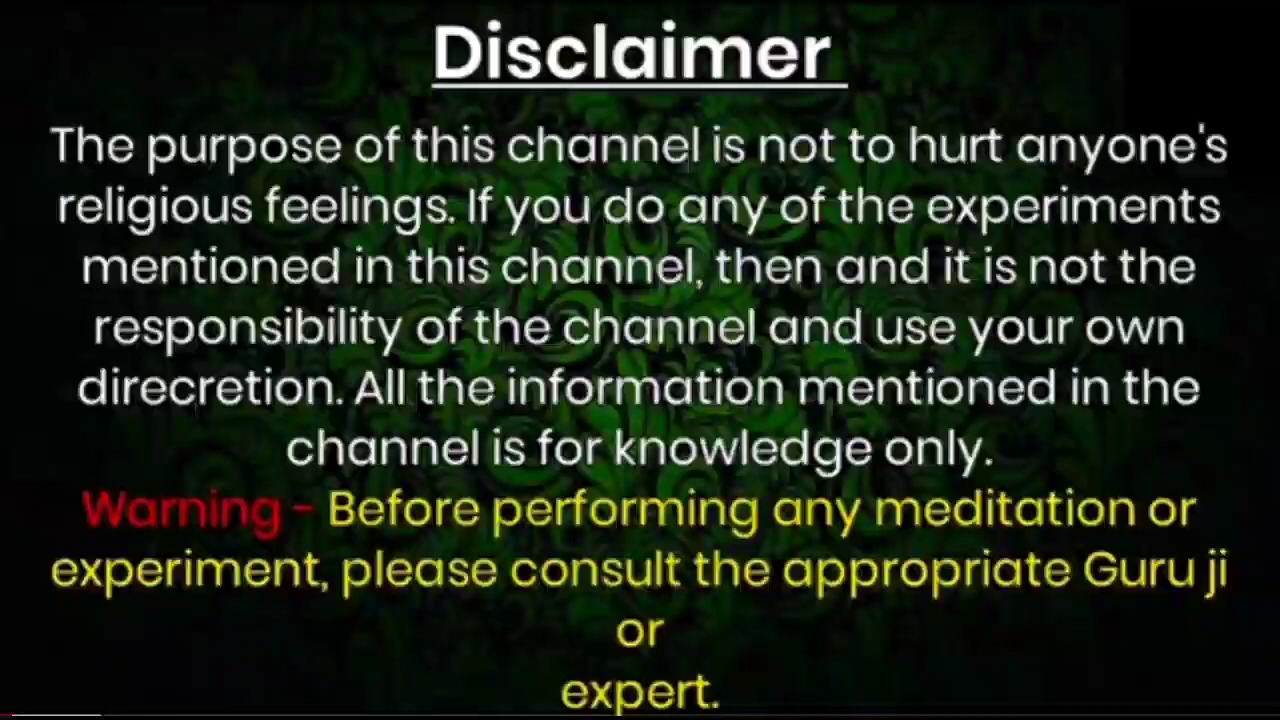 Disclaimer
The purpose of this channel is not to hurt anyone's
religious feelings. If you do any of the experiments
mentioned in this channel, then and it is not the
responsibility of the channel and use your own
direcretion. All the information mentioned in the
channel is for knowledge only.
Warning - Before performing any meditation or
experiment, please consult the appropriate Guru ji
or
expert.